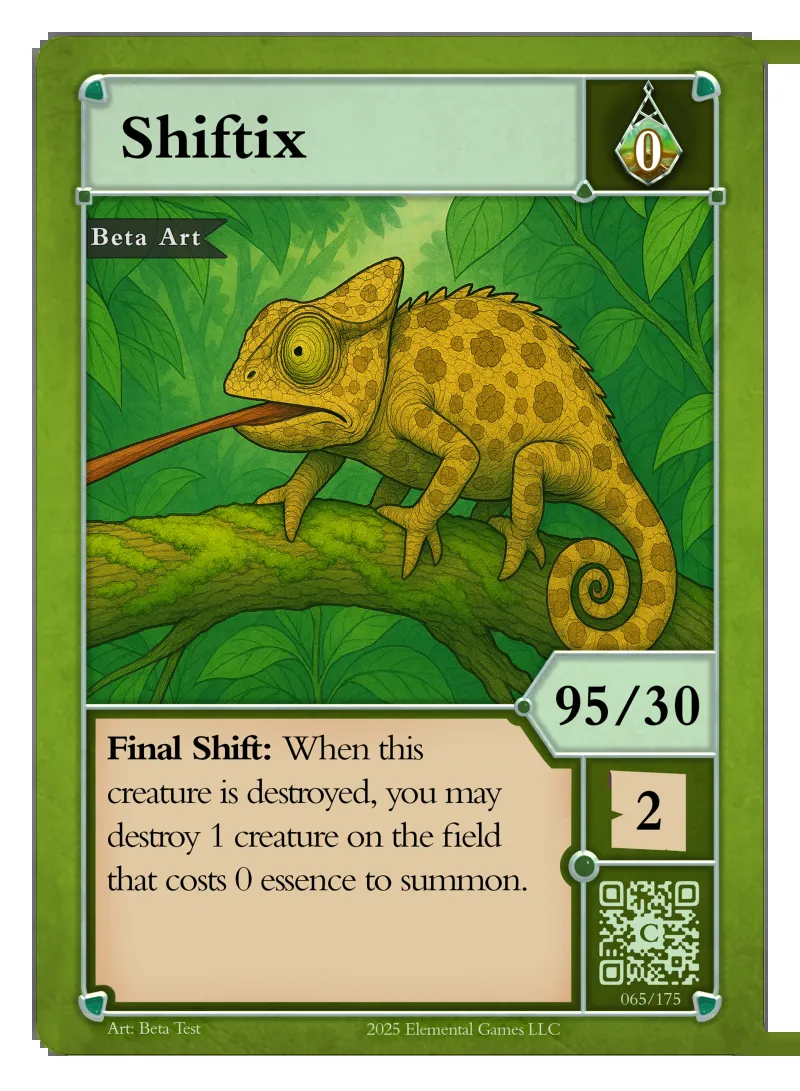 Shiftix
0
Beta Art
95/30
Final Shift: When this
creature is destroyed, you may
destroy 1 creature on the field
that costs 0 essence to summon.
2
C
065/175
Art: Beta Test
2025 Elemental Games LLC